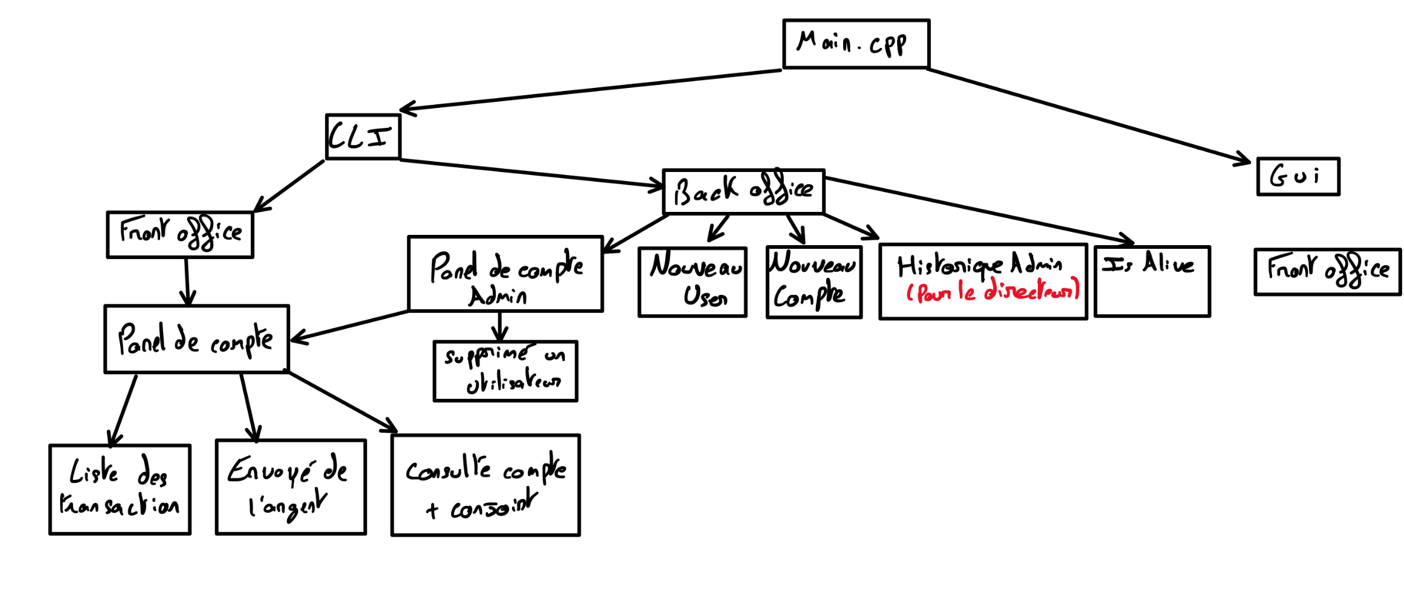 Main.cpp
CLI
Gui
Back office
Front office
Panel de compte
Admin
Nouveau
User
Nouveau
Compte
Historique Admin
(Pour le directeur)
Is Alive
Front office
Panel de compte
supprimé un
utilisateur
Liste des
transaction
Envoyé de
l'argent
Consulte compte
+ conjoint